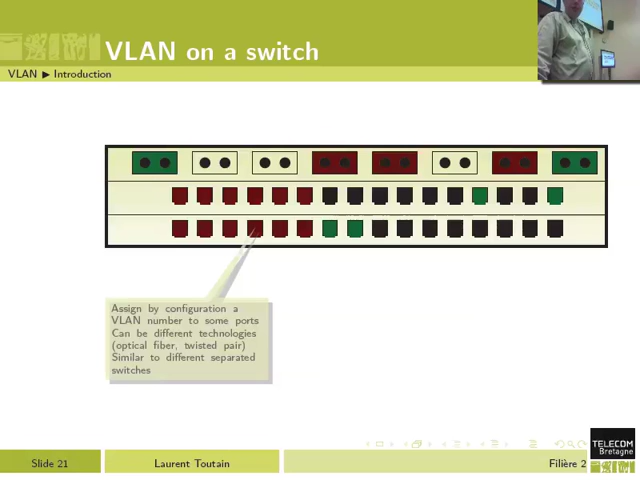 VLAN on a switch
VLAN ▶ Introduction
Assign by configuration a
VLAN number to some ports
Can be different technologies
(optical fiber, twisted pair)
Similar to different separated
switches
Slide 21
Laurent Toutain
Filière 2
TELECOM
Bretagne